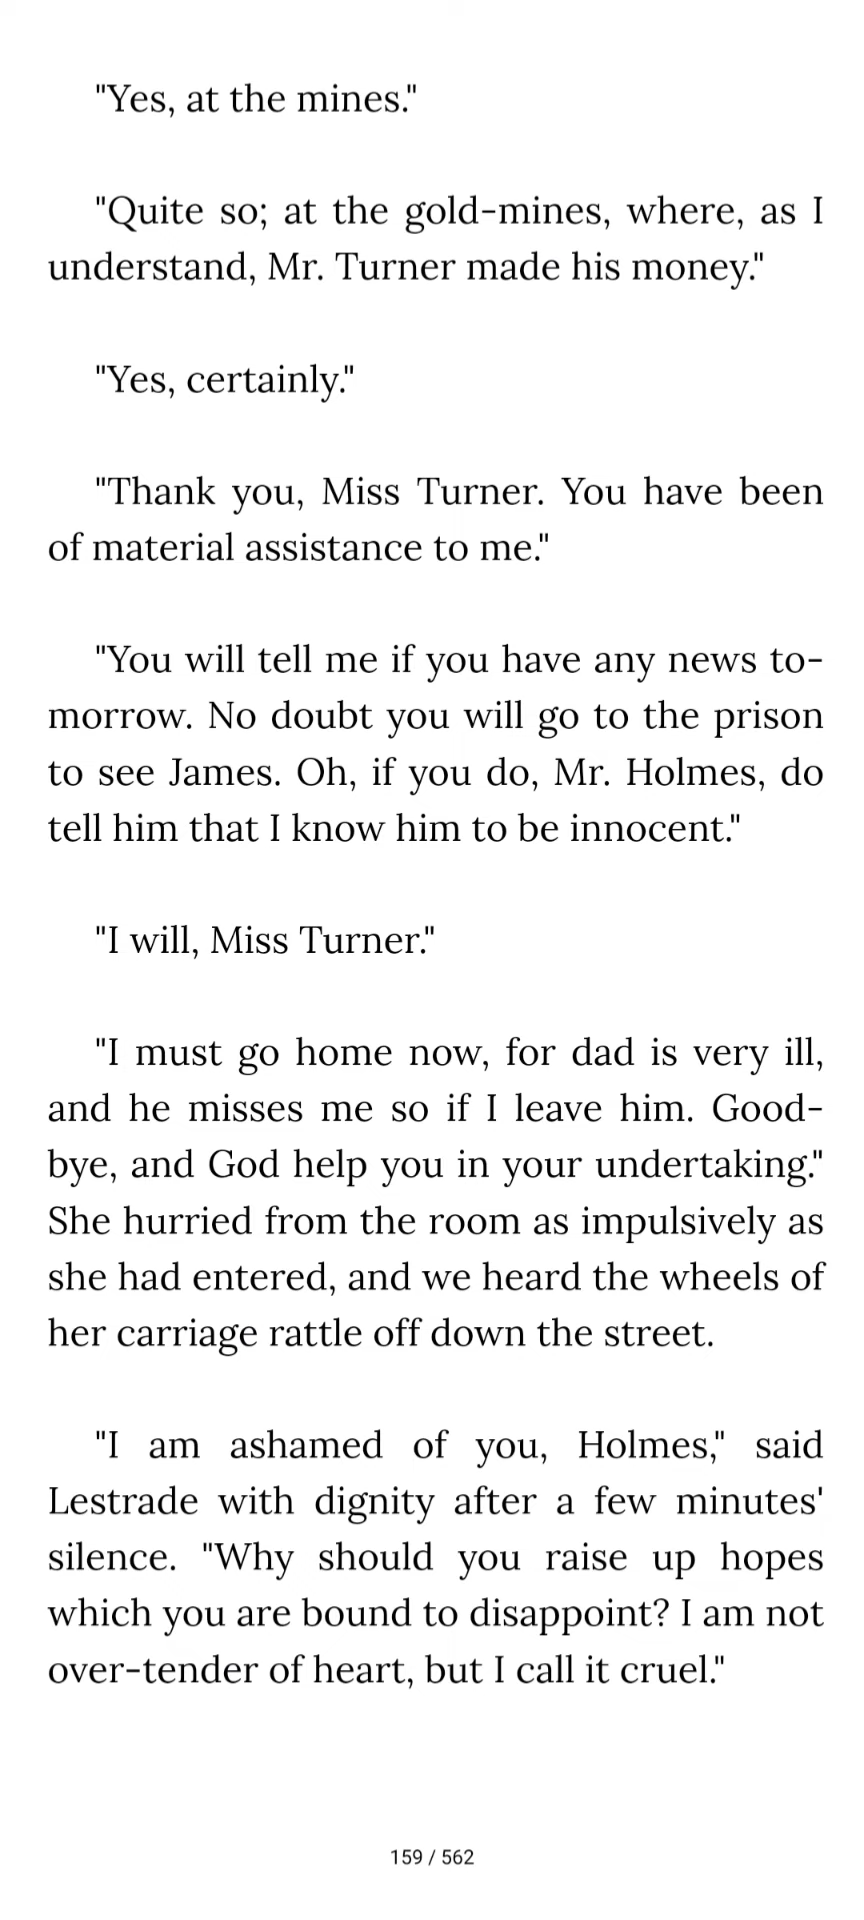 "Yes, at the mines."
"Quite so; at the gold-mines, where, as I
understand, Mr. Turner made his money."
"Yes, certainly."
"Thank you, Miss Turner. You have been
of material assistance to me."
"You will tell me if you have any news to-
morrow. No doubt you will go to the prison
to see James. Oh, if you do, Mr. Holmes, do
tell him that I know him to be innocent."
"I will, Miss Turner."
"I must go home now, for dad is very ill,
and he misses me so if I leave him. Good-
bye, and God help you in your undertaking."
She hurried from the room as impulsively as
she had entered, and we heard the wheels of
her carriage rattle off down the street.
"I am ashamed of you, Holmes," said
Lestrade with dignity after a few minutes'
silence. "Why should you raise up hopes
which you are bound to disappoint? I am not
over-tender of heart, but I call it cruel."
159 / 562